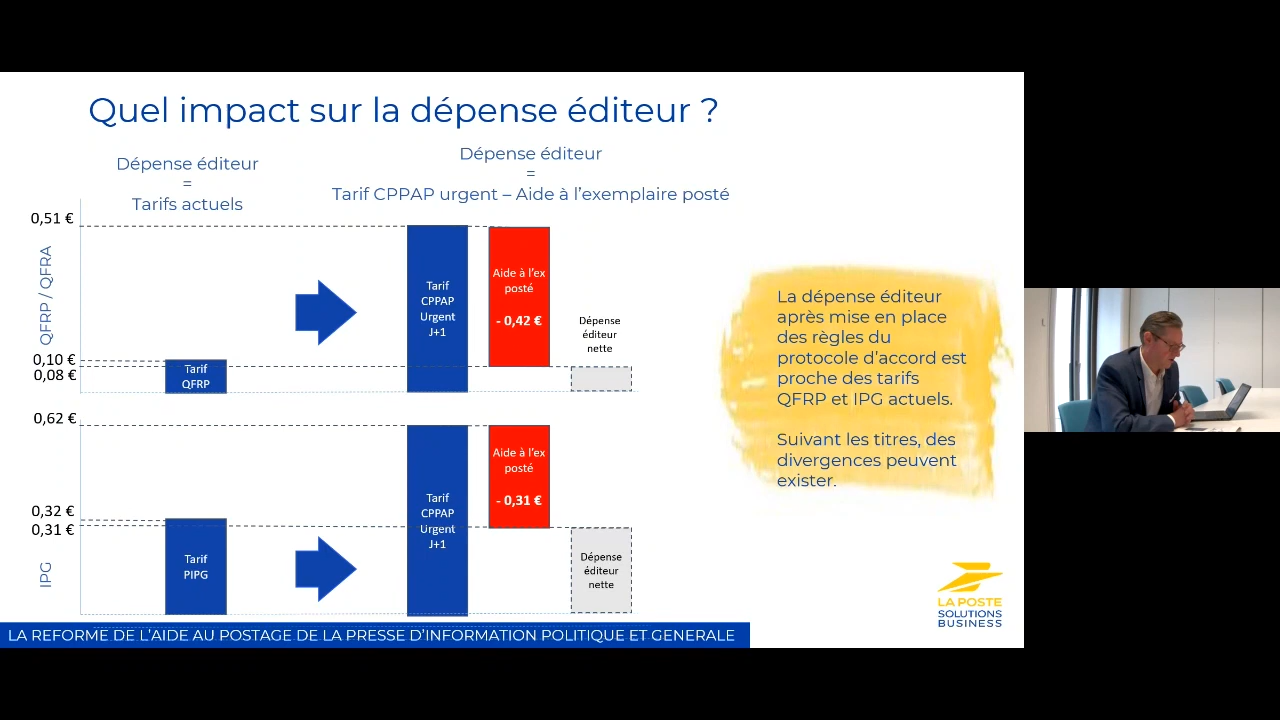 Quel impact sur la dépense éditeur ?
Dépense éditeur
=
Tarifs actuels
Dépense éditeur
=
Tarif CPPAP urgent – Aide à l’exemplaire posté
QFRP / QFRA
0,51 €
0,10 €
0,08 €
Tarif
QFRP
Tarif
CPPAP
Urgent
J+1
Aide à l’ex
posté
- 0,42 €
Dépense
éditeur
nette
IPG
0,62 €
0,32 €
0,31 €
Tarif
PIPG
Tarif
CPPAP
Urgent
J+1
Aide à l’ex
posté
- 0,31 €
Dépense
éditeur
nette
La dépense éditeur
après mise en place
des règles du
protocole d’accord est
proche des tarifs
QFRP et IPG actuels.
Suivant les titres, des
divergences peuvent
exister.
LA POSTE
SOLUTIONS
BUSINESS
LA REFORME DE L’AIDE AU POSTAGE DE LA PRESSE D’INFORMATION POLITIQUE ET GENERALE